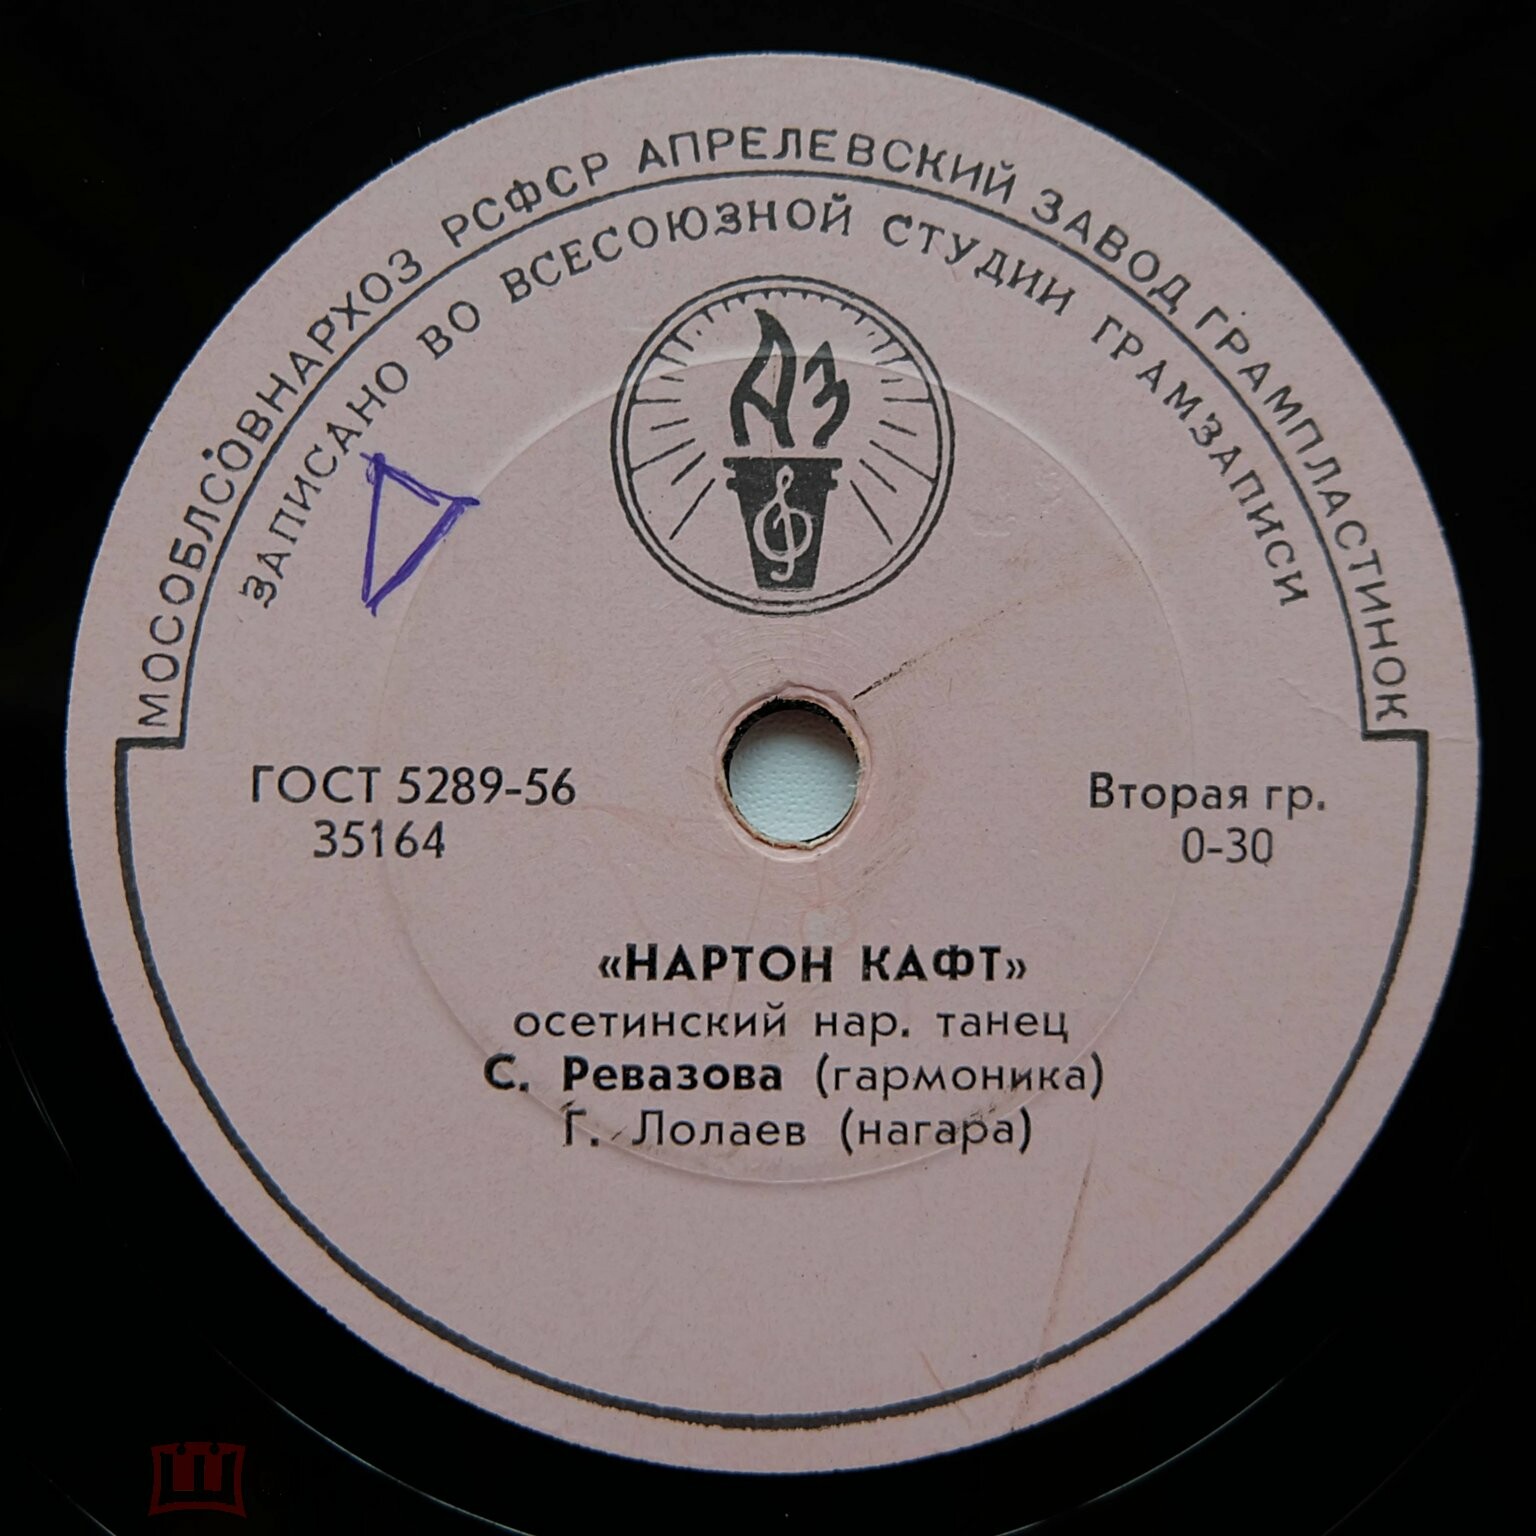 МОСОБЛСОВНАРХОЗ РСФСР АПРЕЛЕВСКИЙ ЗАВОД ГРАМПЛАСТИНОК
ЗАПИСАНО ВО ВСЕСОЮЗНОЙ СТУДИИ ГРАМЗАПИСИ
АЗ
ГОСТ 5289-56
35164
Вторая гр.
0-30
«НАРТОН КАФТ»
осетинский нар. танец
С. Ревазова (гармоника)
Г. Лолаев (нагара)